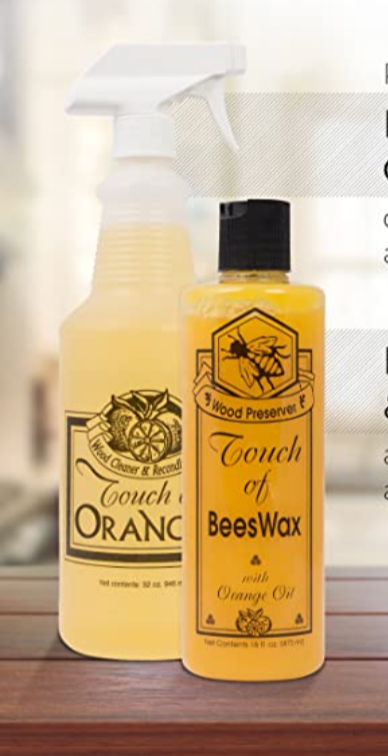 Wood Cleaner & Recondi
Touch
ORANG
Net contents: 32 oz. 946 m
Wood Preserver
Touch
of
BeesWax
with
Orange Oil
Net Contents 16 fl oz. (473 ml)